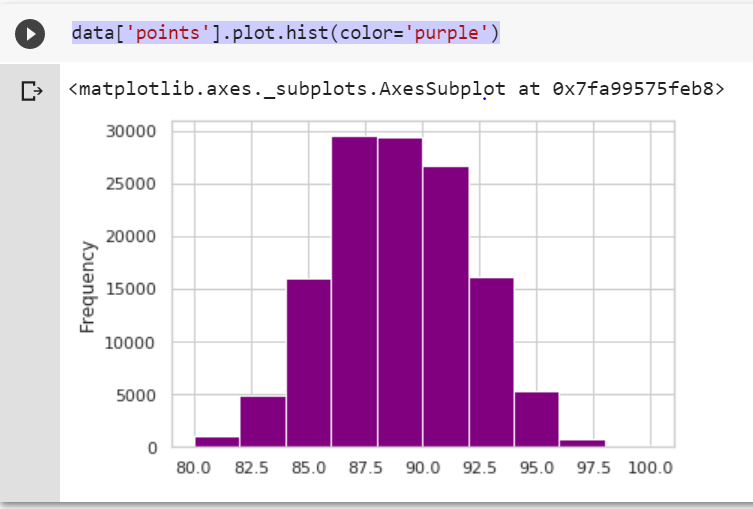 data['points'].plot.hist(color='purple')
<matplotlib.axes._subplots.AxesSubplot at 0x7fa99575feb8>
30000
25000
20000
15000
10000
5000
0
Frequency
80.0 82.5 85.0 87.5 90.0 92.5 95.0 97.5 100.0